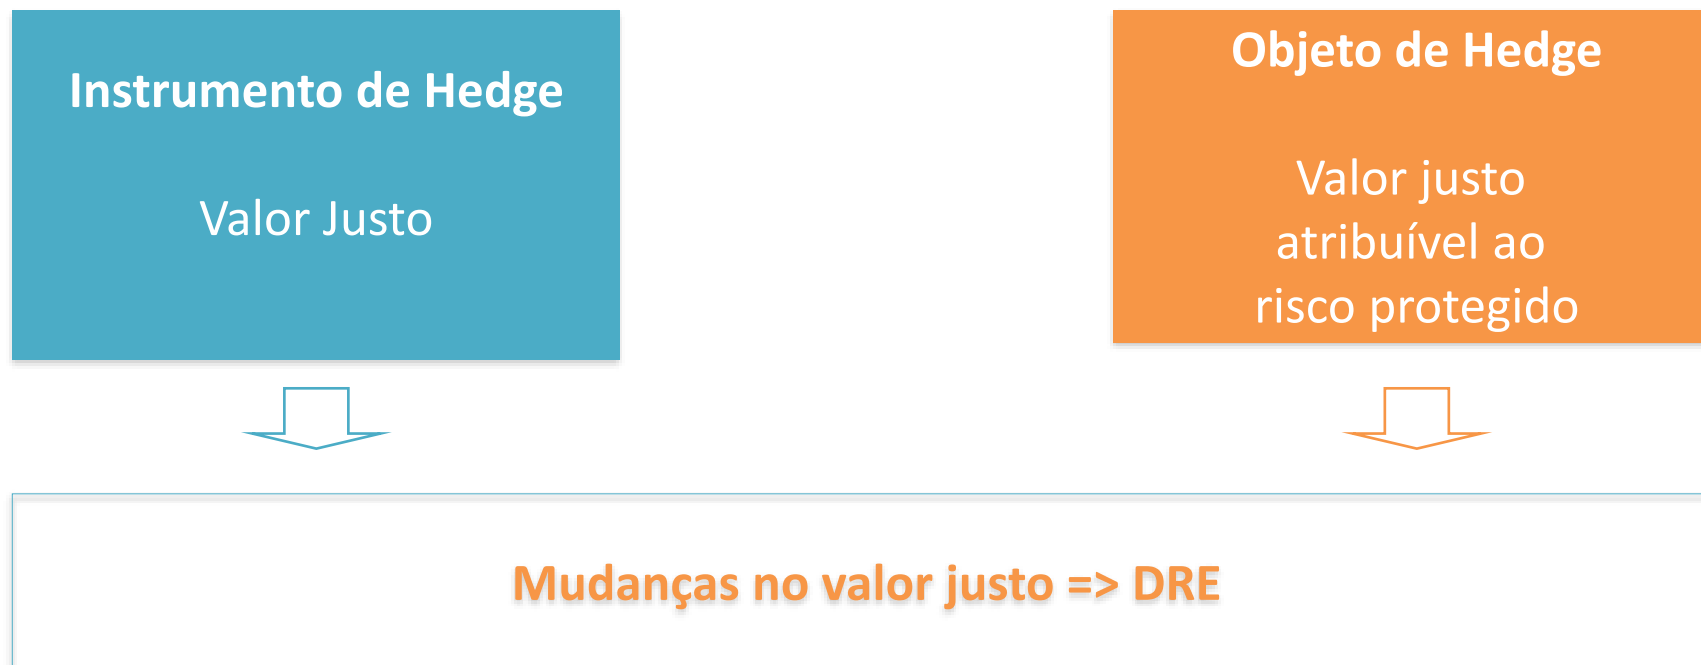 Instrumento de Hedge
Valor Justo
Objeto de Hedge
Valor justo
atribuível ao
risco protegido
Mudanças no valor justo => DRE